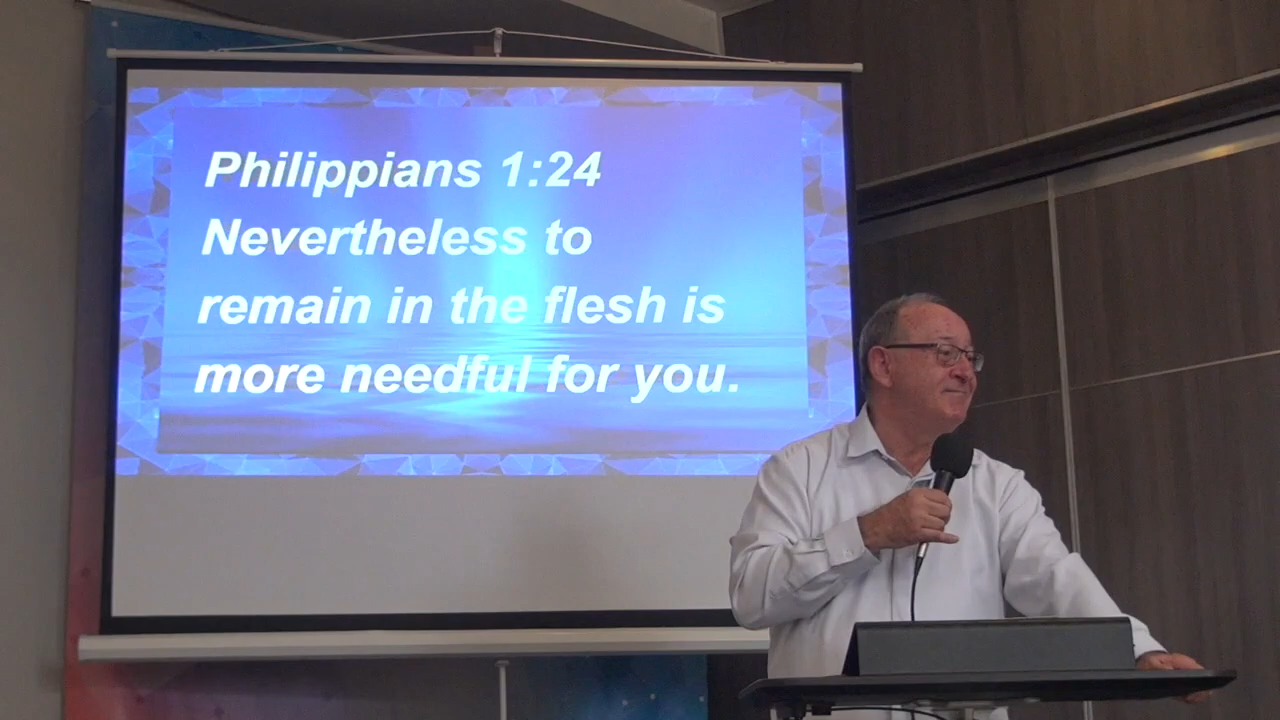 Philippians 1:24
Nevertheless to
remain in the flesh is
more needful for you.